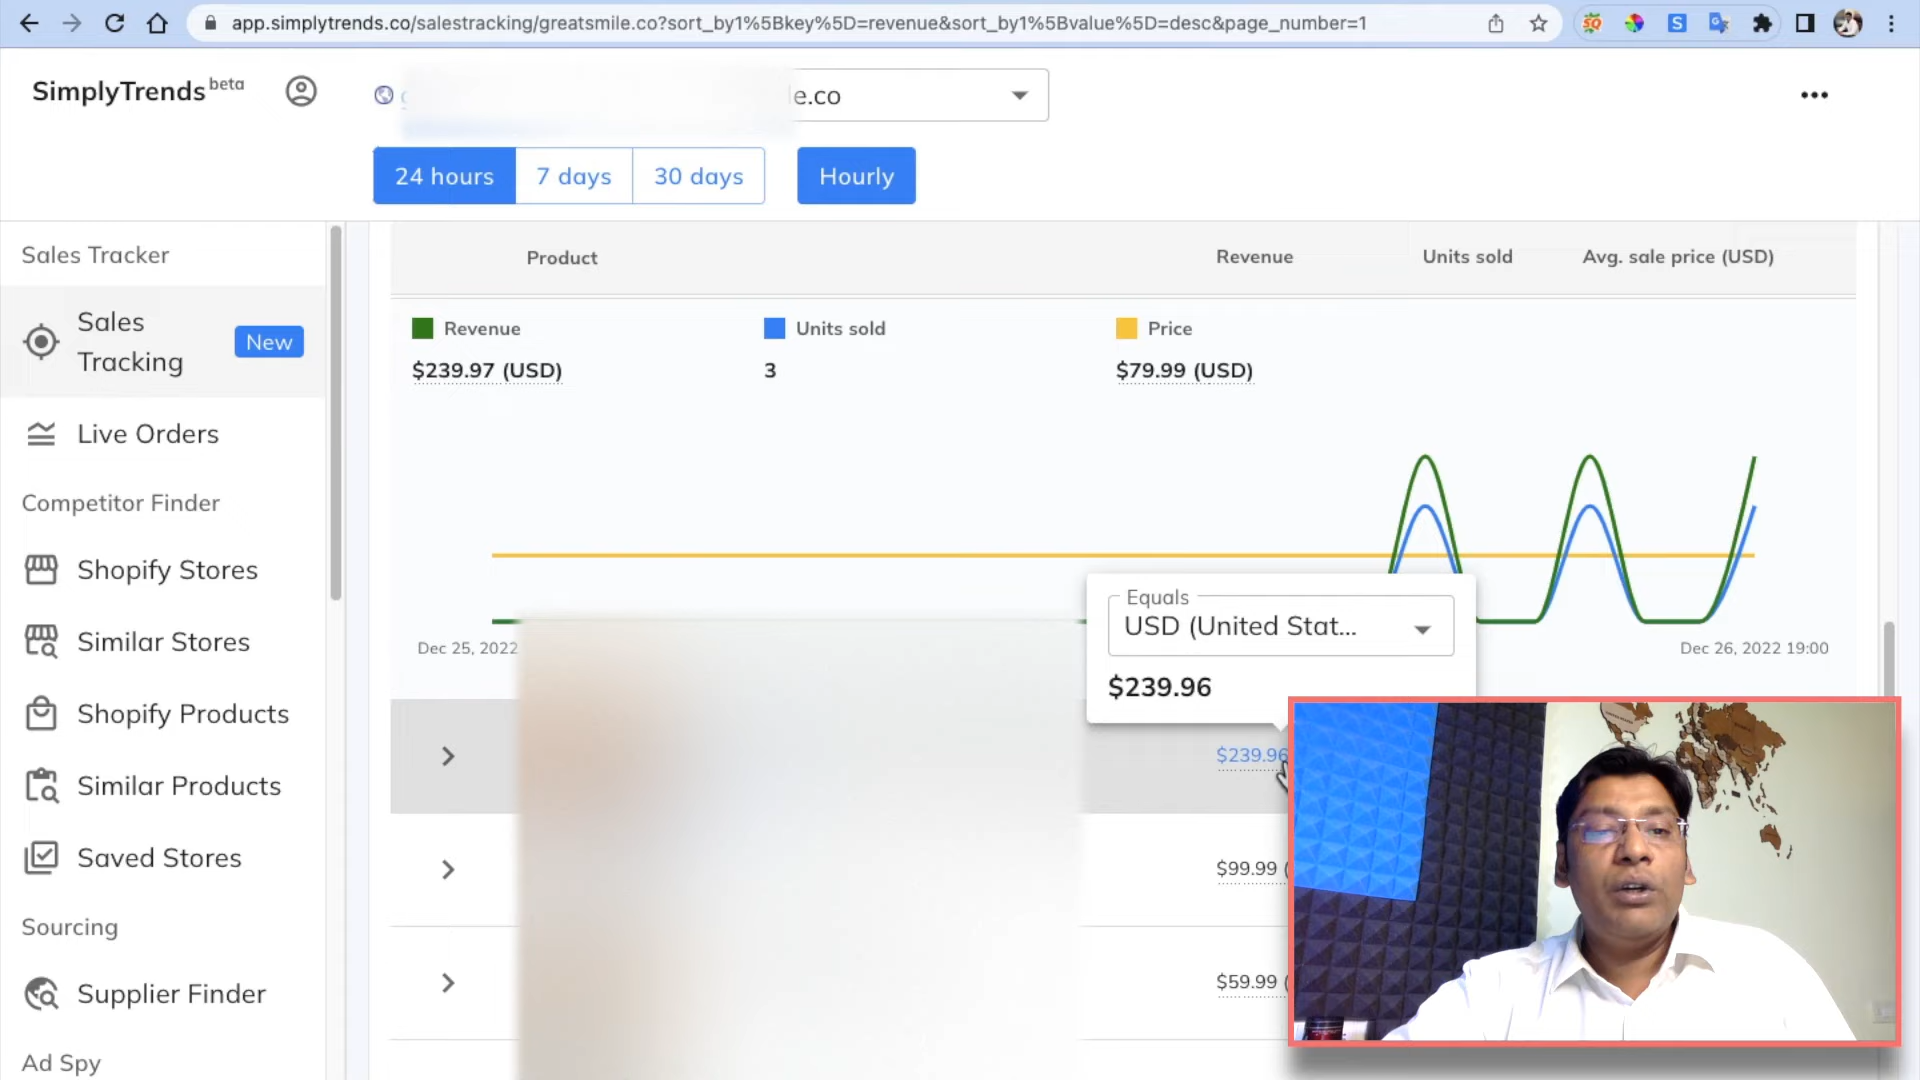 app.simplytrends.co/salestracking/greatsmile.co?sort_by1%5Bkey%5D=revenue&sort_by1%5Bvalue%5D=desc&page_number=1
SimplyTrends beta
e.co
24 hours
7 days
30 days
Hourly
Sales Tracker
Sales
Tracking
New
Live Orders
Competitor Finder
Shopify Stores
Similar Stores
Shopify Products
Similar Products
Saved Stores
Sourcing
Supplier Finder
Ad Spy
Product
Revenue
Units sold
Avg. sale price (USD)
Revenue
Units sold
Price
$239.97 (USD)
3
$79.99 (USD)
Equals
USD (United Stat...
$239.96
Dec 25, 2022
Dec 26, 2022 19:00
$239.96
$99.99 (
$59.99 (